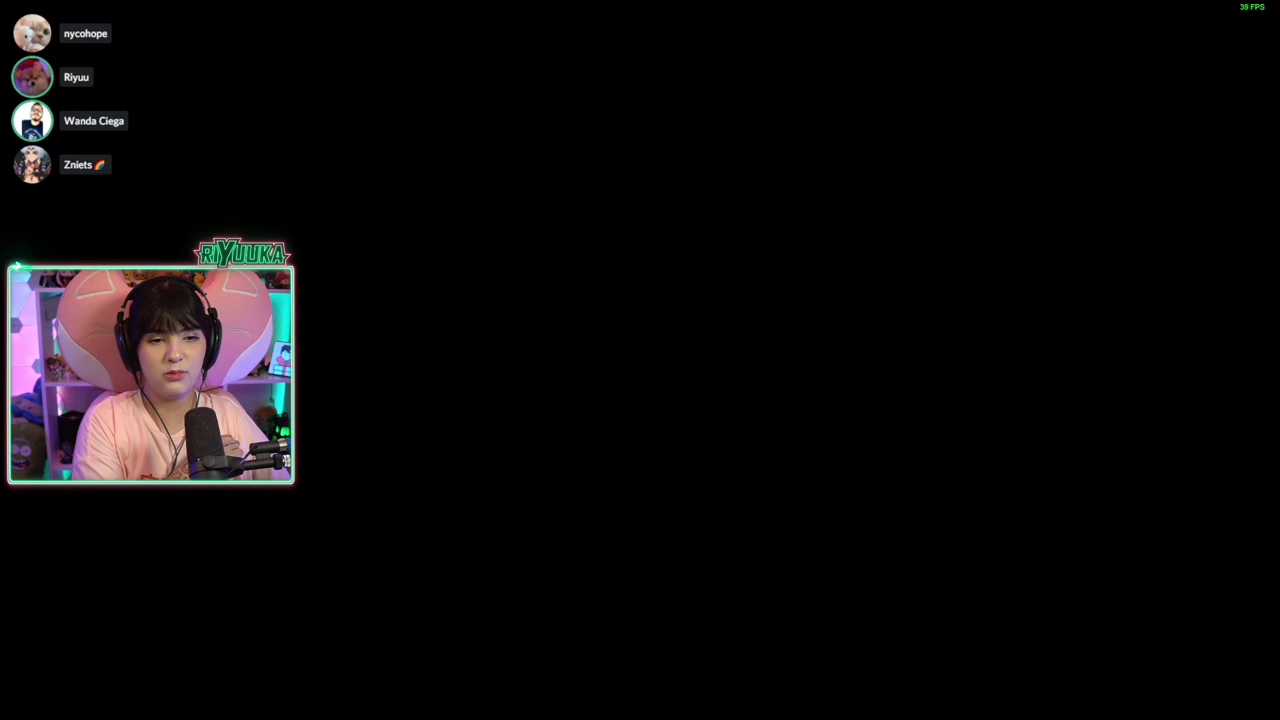 39 FPS
nycohope
Riyuu
Wanda Ciega
Zniets 🌈
RIYUUKA